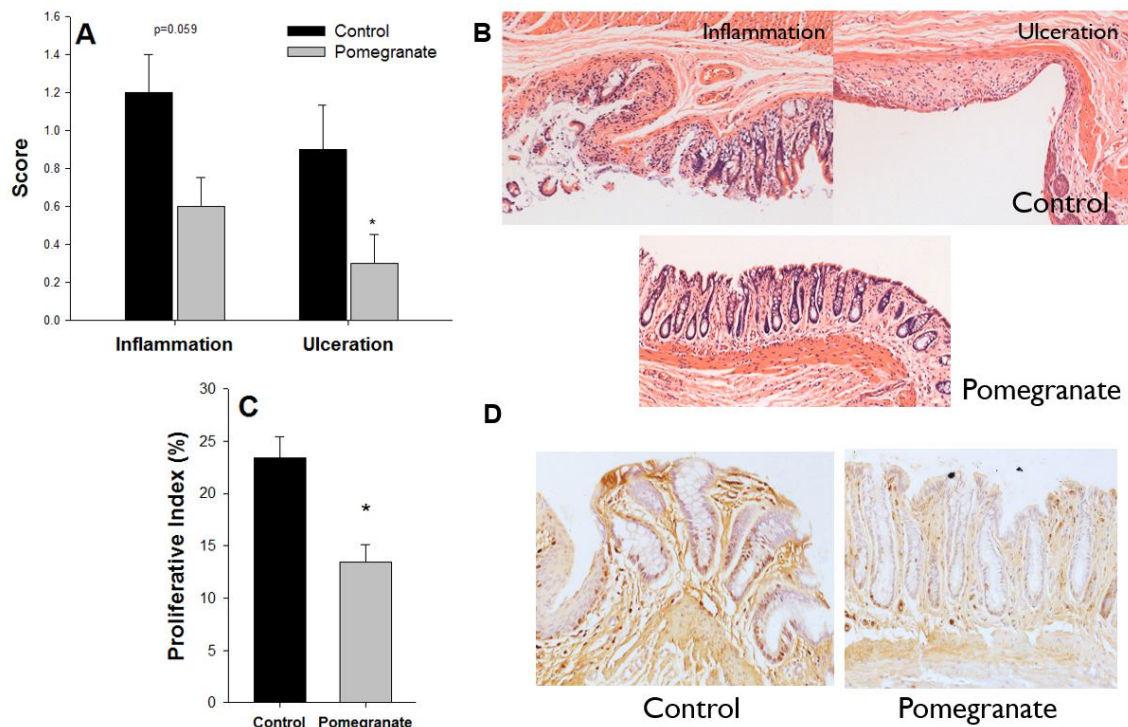 A
p=0.059
Control
Pomegranate
Score
1.6
1.4
1.2
1.0
0.8
0.6
0.4
0.2
0.0
*
Inflammation
Ulceration
B
Inflammation
Ulceration
Control
Pomegranate
C
Proliferative Index (%)
30
25
20
15
10
5
0
*
Control
Pomegranate
D
Control
Pomegranate